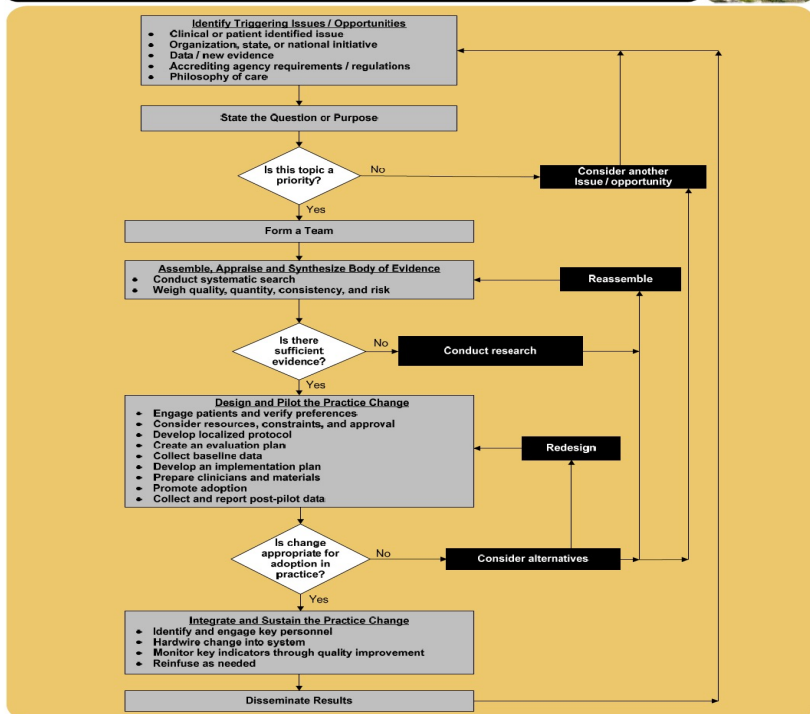 Identify Triggering Issues / Opportunities
Clinical or patient identified issue
Organization, state, or national initiative
Data / new evidence
Accrediting agency requirements / regulations
Philosophy of care
State the Question or Purpose
Is this topic a
priority?
No
Consider another
Issue / opportunity
Yes
Form a Team
Assemble, Appraise and Synthesize Body of Evidence
Conduct systematic search
Weigh quality, quantity, consistency, and risk
Reassemble
Is there
sufficient
evidence?
No
Conduct research
Yes
Design and Pilot the Practice Change
Engage patients and verify preferences
Consider resources, constraints, and approval
Develop localized protocol
Create an evaluation plan
Collect baseline data
Develop an implementation plan
Prepare clinicians and materials
Promote adoption
Collect and report post-pilot data
Redesign
Is change
appropriate for
adoption in
practice?
No
Consider alternatives
Yes
Integrate and Sustain the Practice Change
Identify and engage key personnel
Hardwire change into system
Monitor key indicators through quality improvement
Reinfuse as needed
Disseminate Results